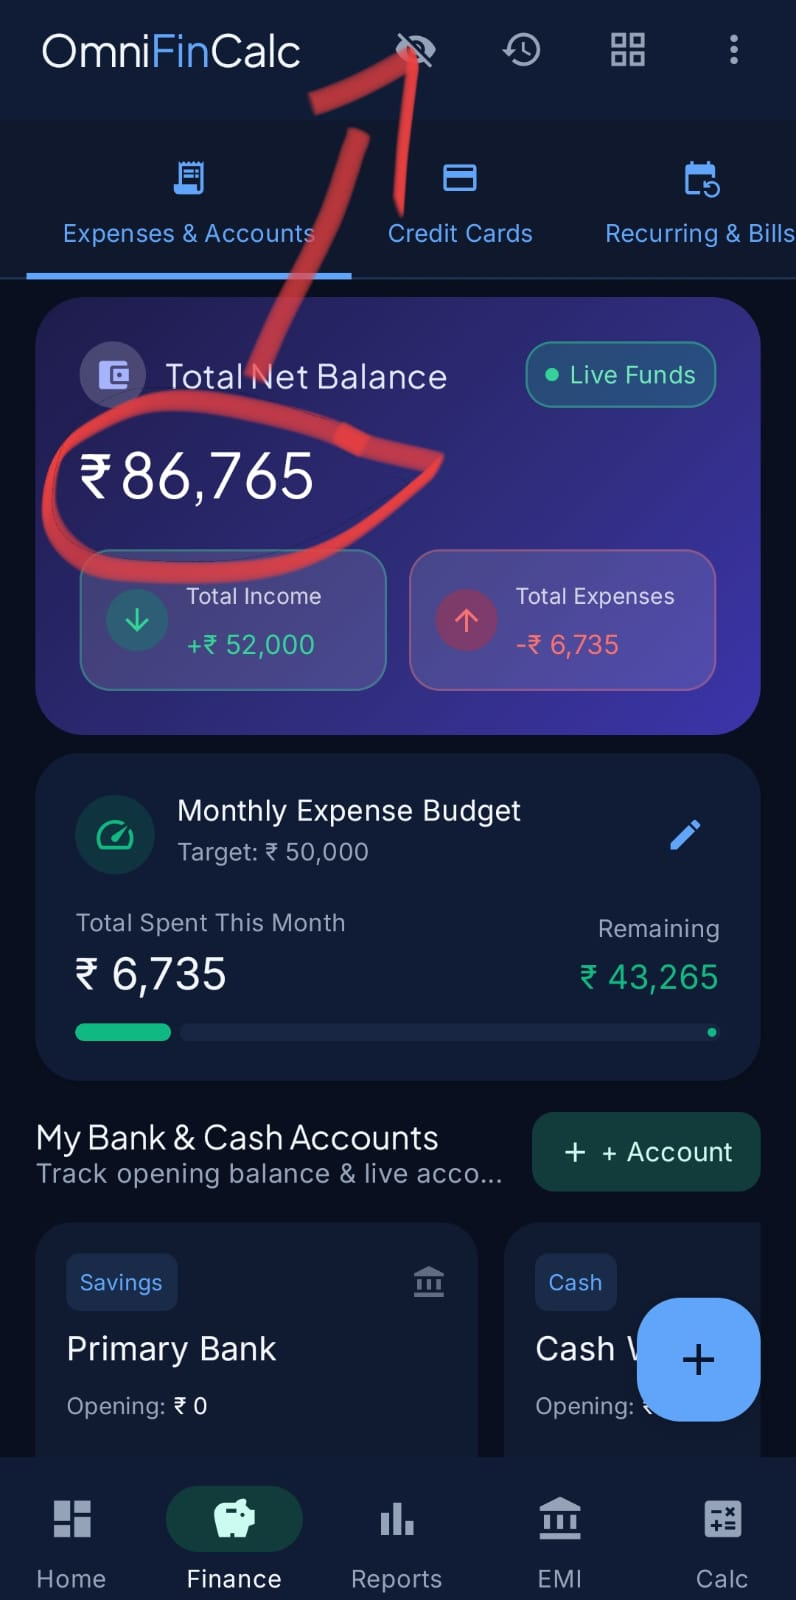 OmniFinCalc
Expenses & Accounts
Credit Cards
Recurring & Bills
Total Net Balance
Live Funds
₹86,765
Total Income
+₹ 52,000
Total Expenses
-₹ 6,735
Monthly Expense Budget
Target: ₹ 50,000
Total Spent This Month
₹ 6,735
Remaining
₹ 43,265
My Bank & Cash Accounts
Track opening balance & live acco...
+ + Account
Savings
Primary Bank
Opening: ₹ 0
Cash
Cash
Opening:
+
Home
Finance
Reports
EMI
Calc